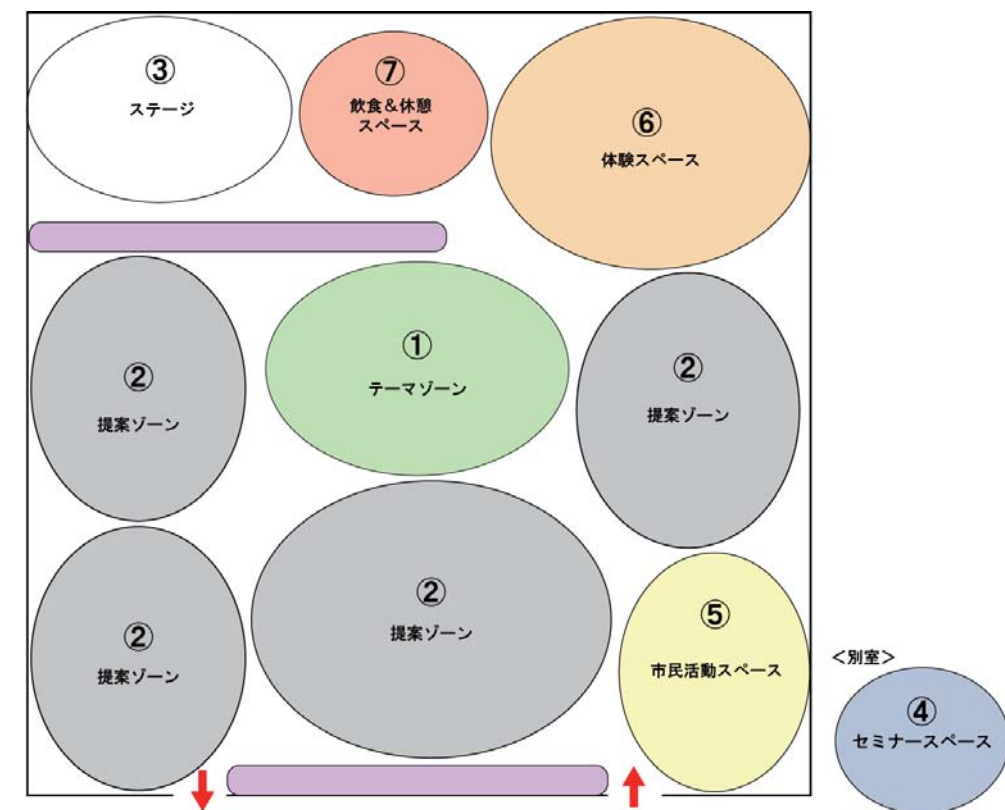 ③
ステージ
⑦
飲食＆休憩
スペース
⑥
体験スペース
②
提案ゾーン
①
テーマゾーン
②
提案ゾーン
②
提案ゾーン
②
提案ゾーン
⑤
市民活動スペース
＜別室＞
④
セミナースペース